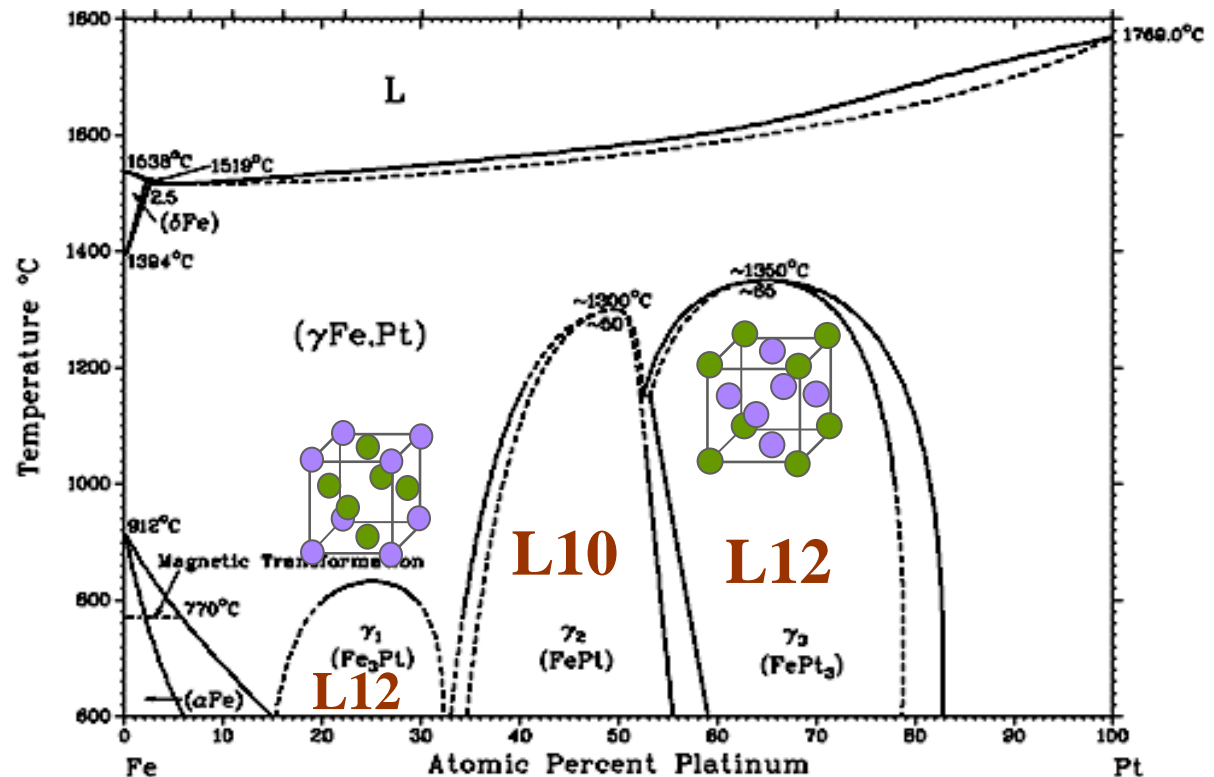 1800
1769.0°C
L
1600
1538°C
1519°C
2.5
(δFe)
1400
1394°C
~1350°C
~65
~1300°C
~50
(γFe,Pt)
1200
Temperature °C
1000
912°C
L10
L12
Magnetic Transformation
800
770°C
γ1
(Fe3Pt)
γ2
(FePt)
γ3
(FePt3)
L12
(αFe)
600
0 10 20 30 40 50 60 70 80 90 100
Fe Atomic Percent Platinum Pt